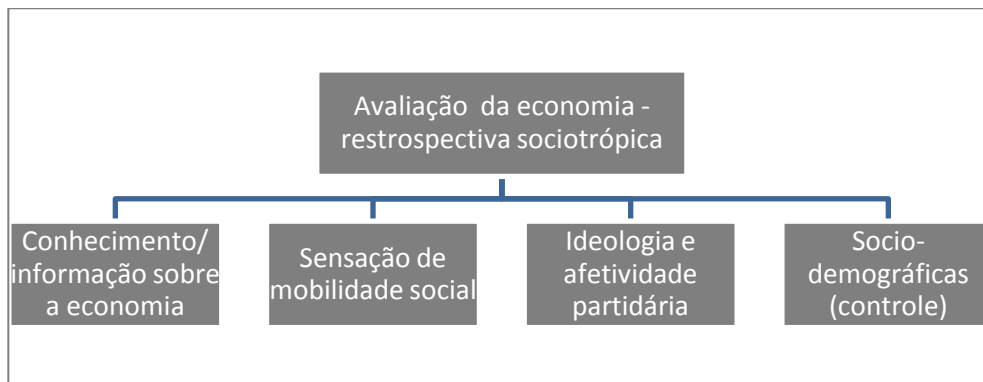 Avaliação da economia -
restrospectiva sociotrópica
Conhecimento/
informação sobre
a economia
Sensação de
mobilidade social
Ideologia e
afetividade
partidária
Socio-
demográficas
(controle)